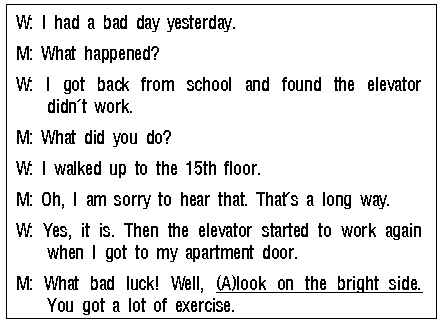 W: I had a bad day yesterday.
M: What happened?
W: I got back from school and found the elevator
didn´t work.
M: What did you do?
W: I walked up to the 15th floor.
M: Oh, I am sorry to hear that. That´s a long way.
W: Yes, it is. Then the elevator started to work again
when I got to my apartment door.
M: What bad luck! Well, (A)look on the bright side.
You got a lot of exercise.